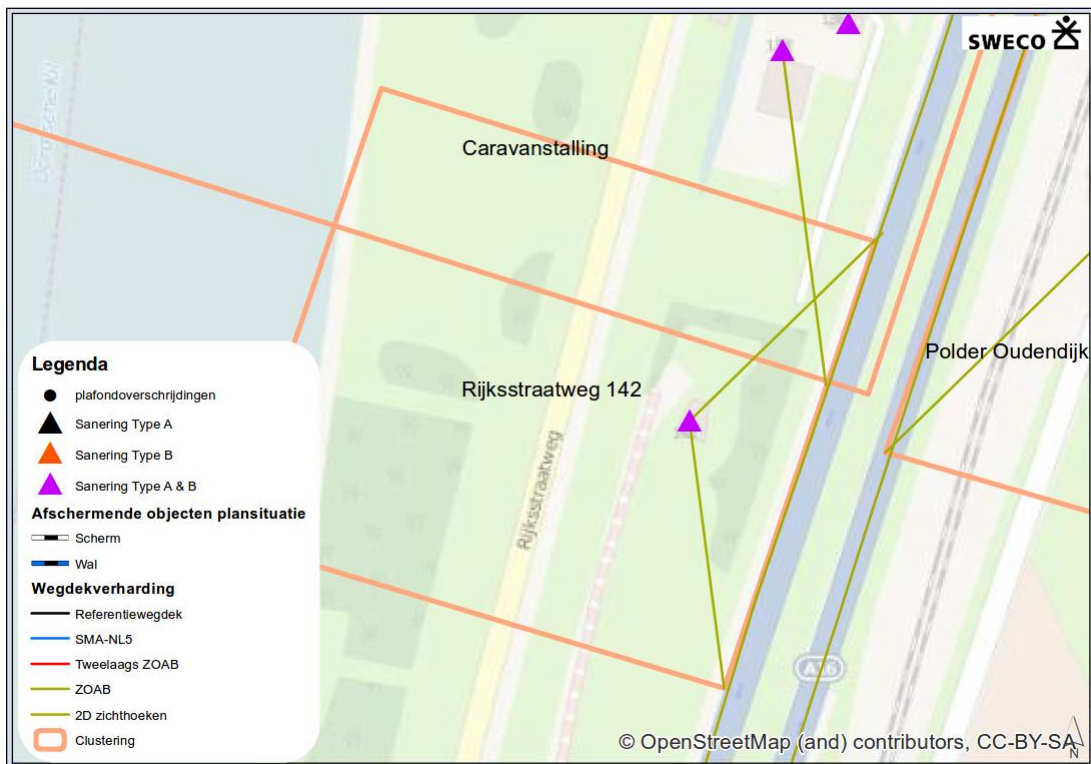 SWECO
Caravanstalling
Polder Oudendijk
Rijksstraatweg 142
Rijksstraatweg
Legenda
plafondoverschrijdingen
Sanering Type A
Sanering Type B
Sanering Type A & B
Afschermende objecten plansituatie
Scherm
Wal
Wegdekverharding
Referentiewegdek
SMA-NL5
Tweelaags ZOAB
ZOAB
2D zichthoeken
Clustering
© OpenStreetMap (and) contributors, CC-BY-SA
N